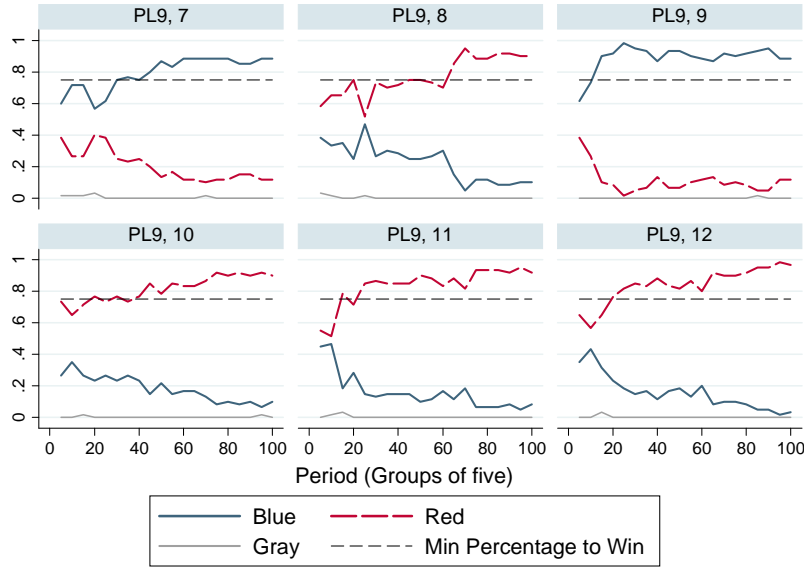 PL9, 7
PL9, 8
PL9, 9
0 .2 .4 .6 .8 1
PL9, 10
PL9, 11
PL9, 12
0 .2 .4 .6 .8 1
0 20 40 60 80 100
0 20 40 60 80 100
0 20 40 60 80 100
Period (Groups of five)
Blue
Red
Gray
Min Percentage to Win